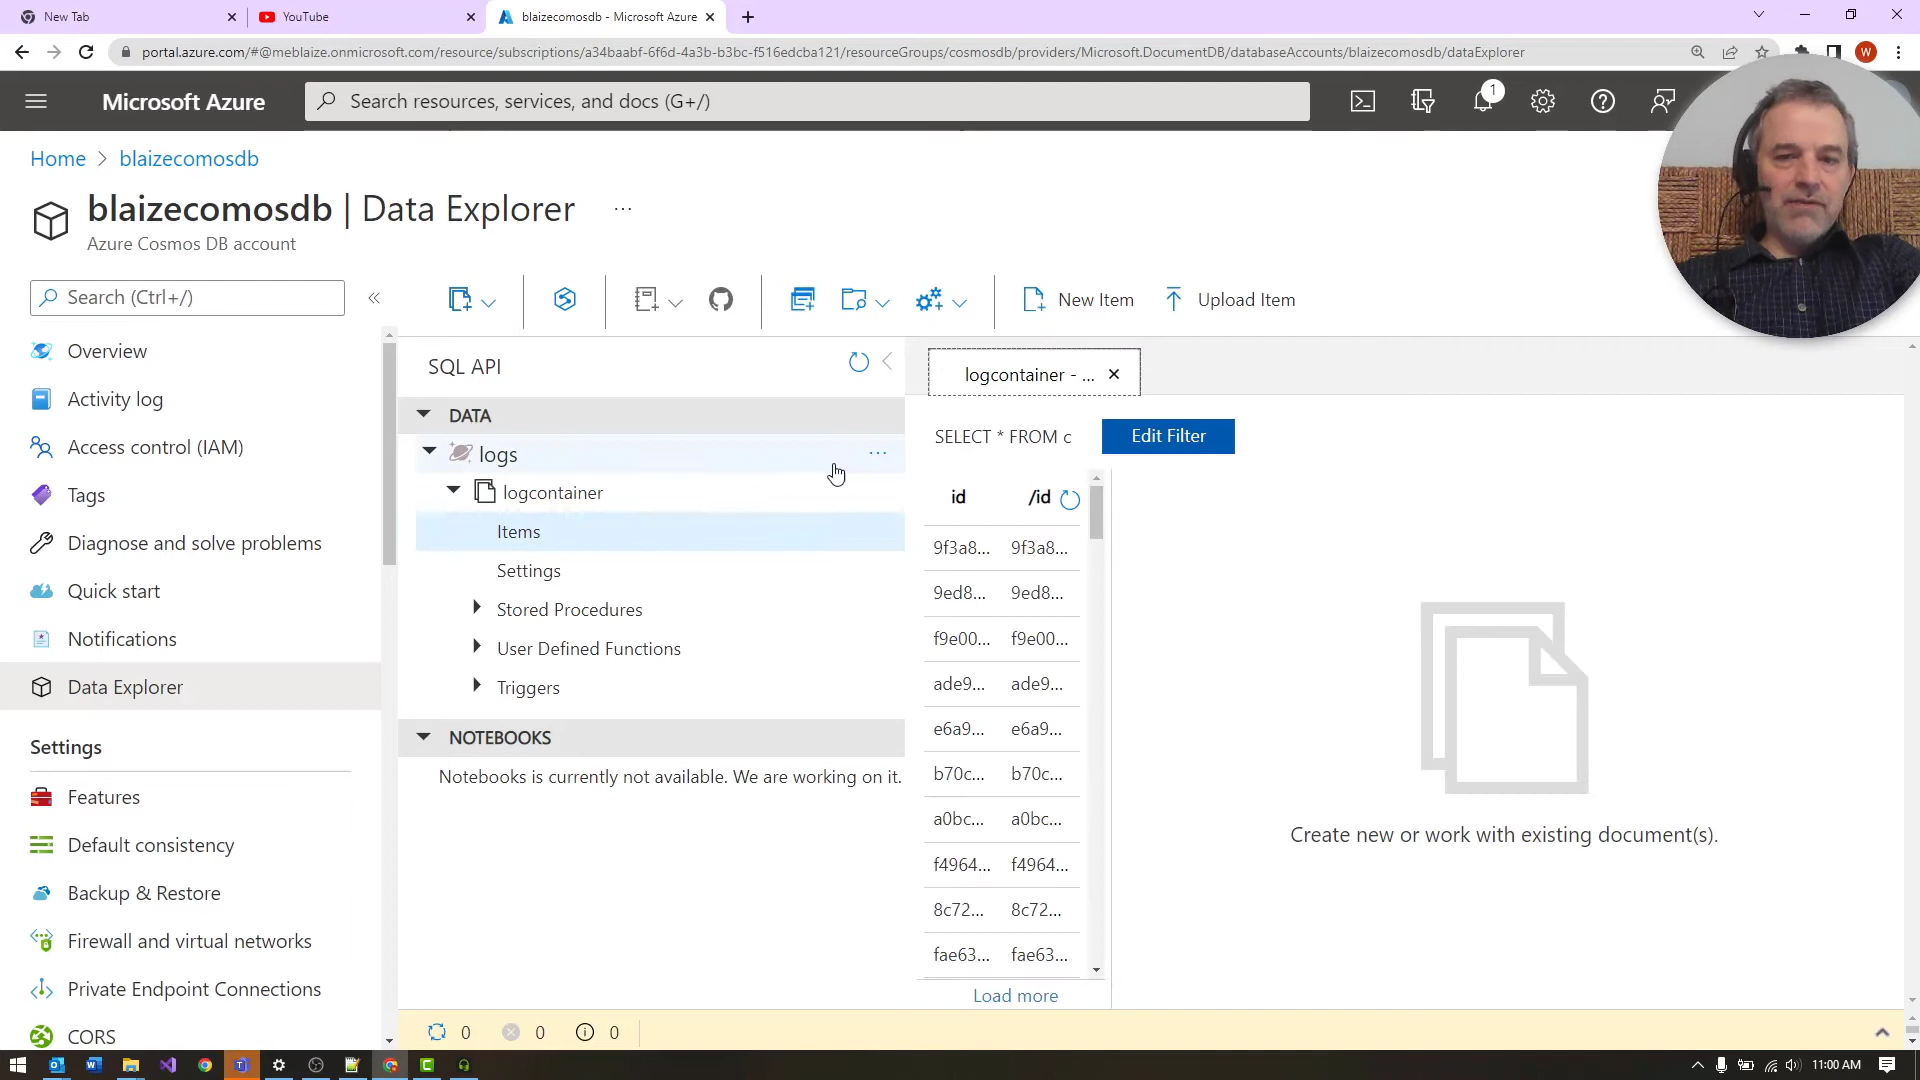 New Tab
YouTube
blaizecomosdb - Microsoft Azure
portal.azure.com/#@meblaize.onmicrosoft.com/resource/subscriptions/a34baabf-6f6d-4a3b-b3bc-f516edcba121/resourceGroups/cosmosdb/providers/Microsoft.DocumentDB/databaseAccounts/blaizecomosdb/dataExplorer
W
Microsoft Azure
Search resources, services, and docs (G+/)
1
Home > blaizecomosdb
blaizecomosdb | Data Explorer ...
Azure Cosmos DB account
Search (Ctrl+/)
New Item
Upload Item
Overview
Activity log
Access control (IAM)
Tags
Diagnose and solve problems
Quick start
Notifications
Data Explorer
Settings
Features
Default consistency
Backup & Restore
Firewall and virtual networks
Private Endpoint Connections
CORS
SQL API
DATA
logs ...
logcontainer
Items
Settings
Stored Procedures
User Defined Functions
Triggers
NOTEBOOKS
Notebooks is currently not available. We are working on it.
logcontainer - ...
SELECT * FROM c
Edit Filter
id /id
9f3a8... 9f3a8...
9ed8... 9ed8...
f9e00... f9e00...
ade9... ade9...
e6a9... e6a9...
b70c... b70c...
a0bc... a0bc...
f4964... f4964...
8c72... 8c72...
fae63... fae63...
Load more
Create new or work with existing document(s).
0 0 0
11:00 AM